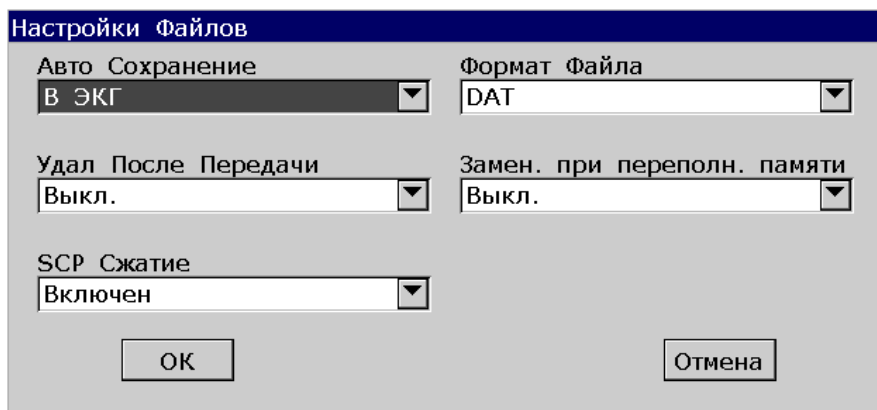 Настройки Файлов
Авто Сохранение Формат Файла
В ЭКГ DAT
Удал После Передачи Замен. при переполн. памяти
Выкл. Выкл.
SCP Сжатие
Включен
ОК Отмена